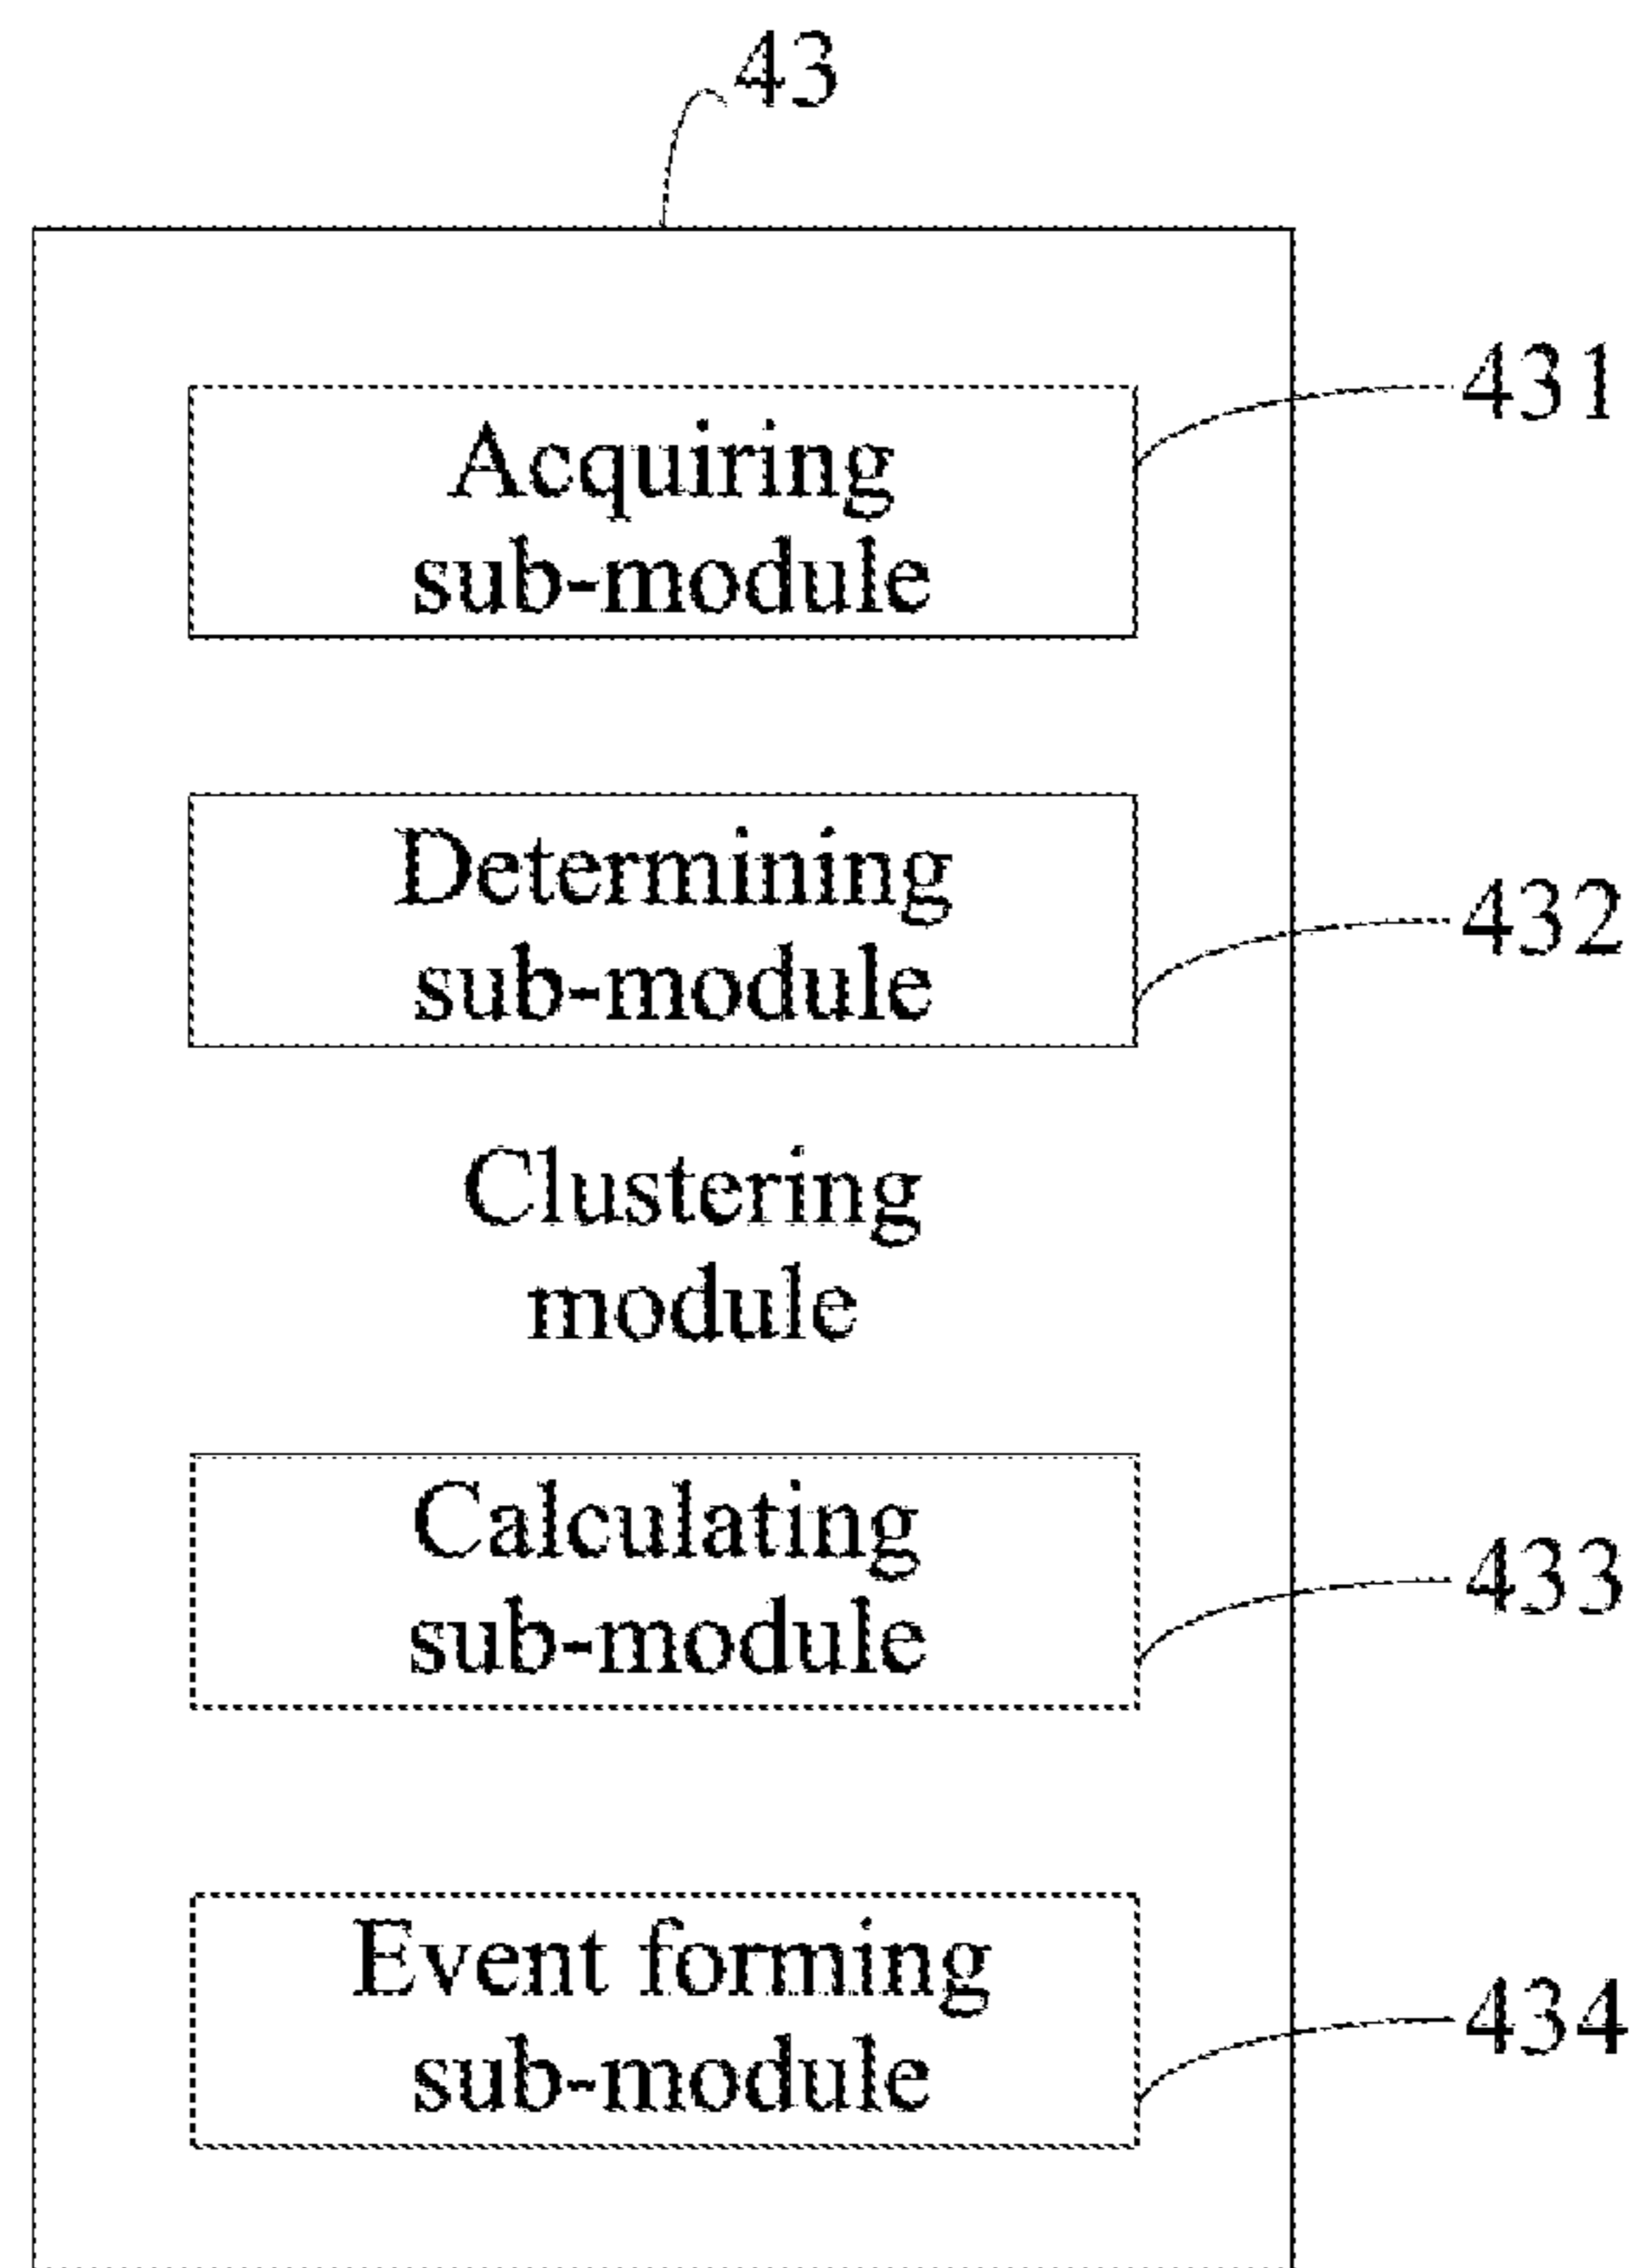 43
Acquiring
sub-module
431
Determining
sub-module
432
Clustering
module
Calculating
sub-module
433
Event forming
sub-module
434